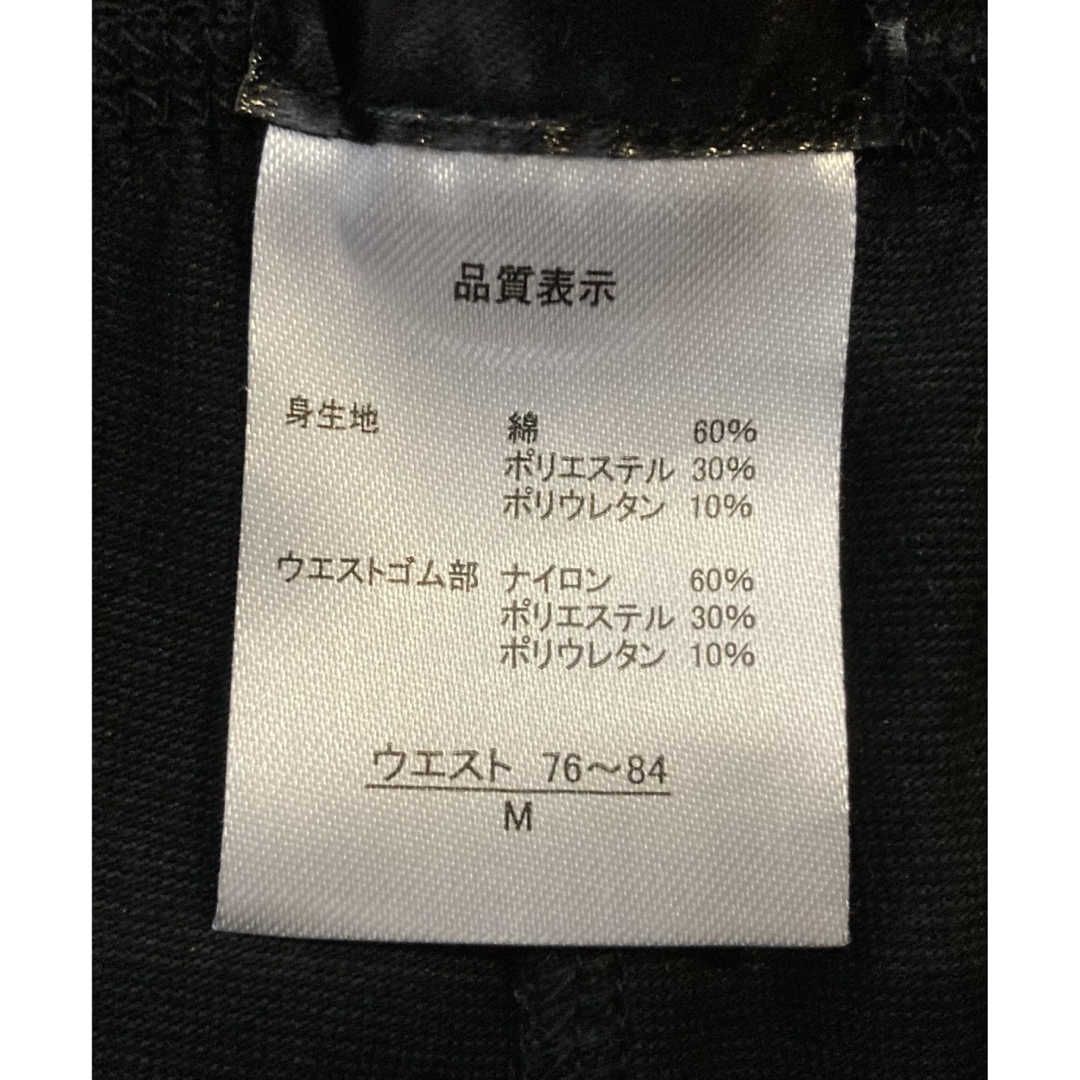 品質表示
身生地 綿 60%
ポリエステル 30%
ポリウレタン 10%
ウエストゴム部 ナイロン 60%
ポリエステル 30%
ポリウレタン 10%
ウエスト 76～84
M